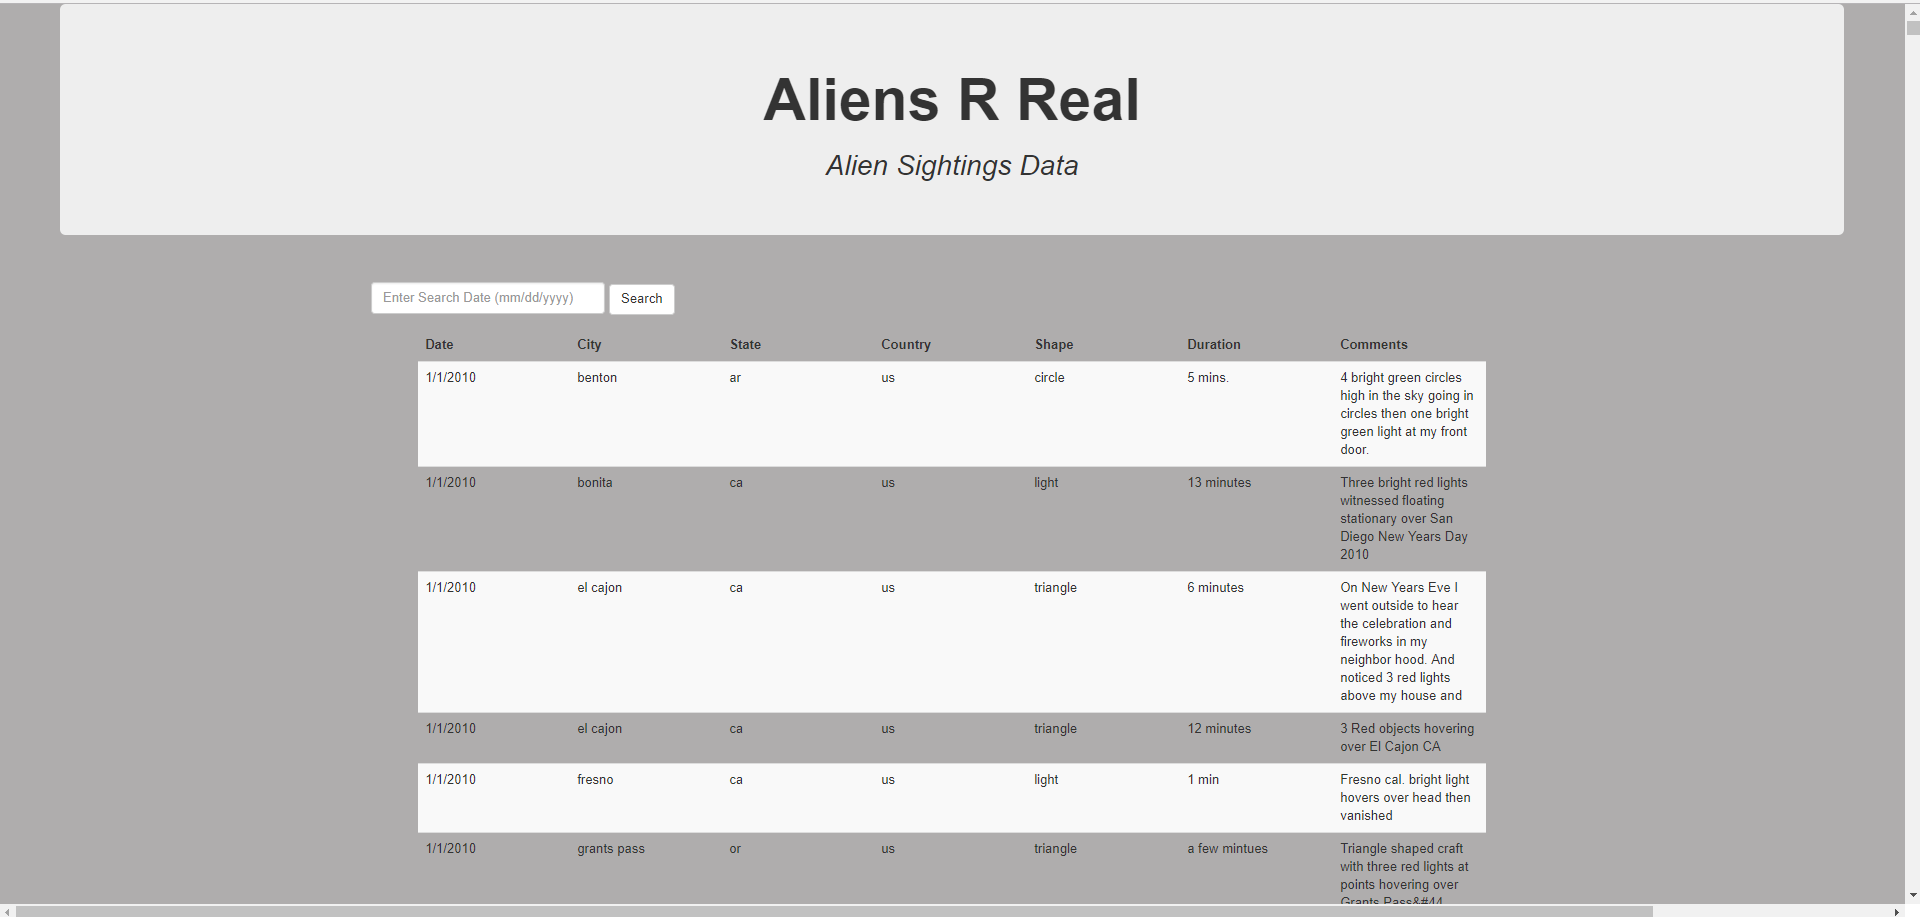 Aliens R Real
Alien Sightings Data
Enter Search Date (mm/dd/yyyy) Search
Date City State Country Shape Duration Comments
1/1/2010 benton ar us circle 5 mins. 4 bright green circles
high in the sky going in
circles then one bright
green light at my front
door.
1/1/2010 bonita ca us light 13 minutes Three bright red lights
witnessed floating
stationary over San
Diego New Years Day
2010
1/1/2010 el cajon ca us triangle 6 minutes On New Years Eve I
went outside to hear
the celebration and
fireworks in my
neighbor hood. And
noticed 3 red lights
above my house and
1/1/2010 el cajon ca us triangle 12 minutes 3 Red objects hovering
over El Cajon CA
1/1/2010 fresno ca us light 1 min Fresno cal. bright light
hovers over head then
vanished
1/1/2010 grants pass or us triangle a few mintues Triangle shaped craft
with three red lights at
points hovering over
Grants Pass&#44